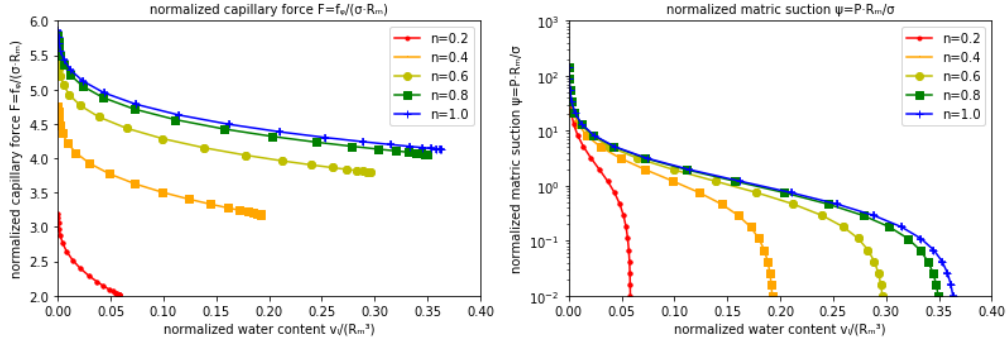 normalized capillary force F=fₑ/(σ·Rₘ)
normalized capillary force F=fₑ/(σ·Rₘ)
6.0
5.5
5.0
4.5
4.0
3.5
3.0
2.5
2.0
n=0.2
n=0.4
n=0.6
n=0.8
n=1.0
0.00
0.05
0.10
0.15
0.20
0.25
0.30
0.35
0.40
normalized water content vₗ/(Rₘ³)
normalized matric suction ψ=P·Rₘ/σ
normalized matric suction ψ=P·Rₘ/σ
10³
10²
10¹
10⁰
10⁻¹
10⁻²
n=0.2
n=0.4
n=0.6
n=0.8
n=1.0
0.00
0.05
0.10
0.15
0.20
0.25
0.30
0.35
0.40
normalized water content vₗ/(Rₘ³)